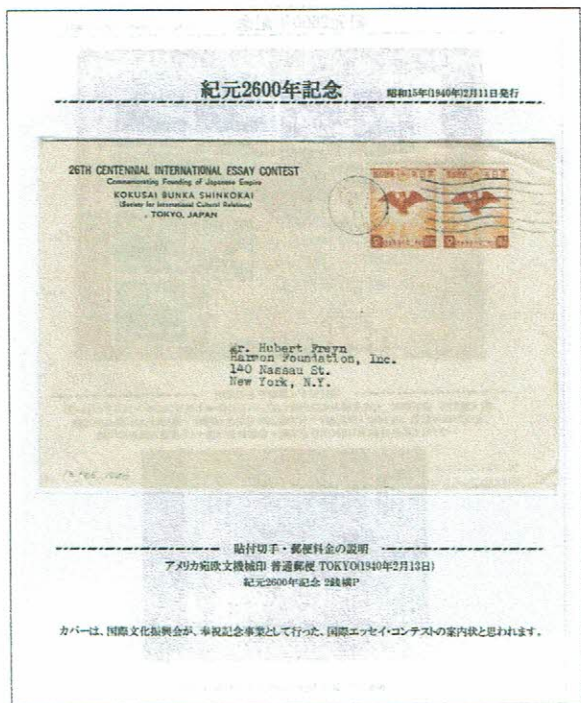 紀元2600年記念
昭和15年(1940年)2月11日発行
26TH CENTENNIAL INTERNATIONAL ESSAY CONTEST
Commemorating Founding of Japanese Empire
KOKUSAI BUNKA SHINKOKAI
(Society for International Cultural Relations)
, TOKYO, JAPAN
Mr. Hubert Freyn
Harmon Foundation, Inc.
140 Nassau St.
New York, N.Y.
貼付切手・郵便料金の説明
アメリカ宛欧文機械印 普通郵便 TOKYO(1940年2月13日)
紀元2600年記念 2銭横P
カバーは、国際文化振興会が、奉祝記念事業として行った、国際エッセイ・コンテストの案内状と思われます。